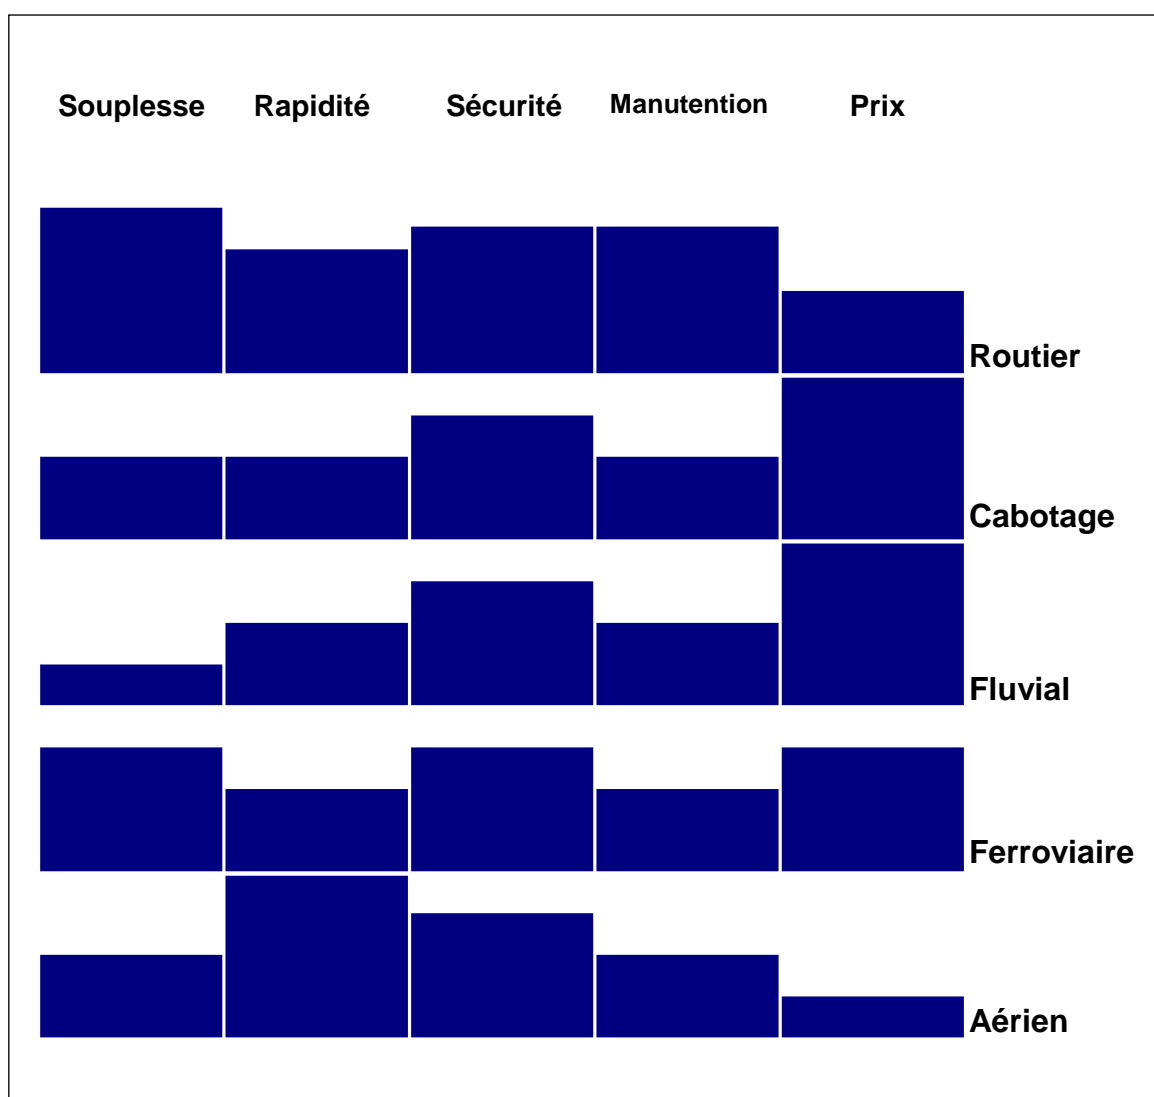 Souplesse Rapidité Sécurité Manutention Prix
Routier
Cabotage
Fluvial
Ferroviaire
Aérien